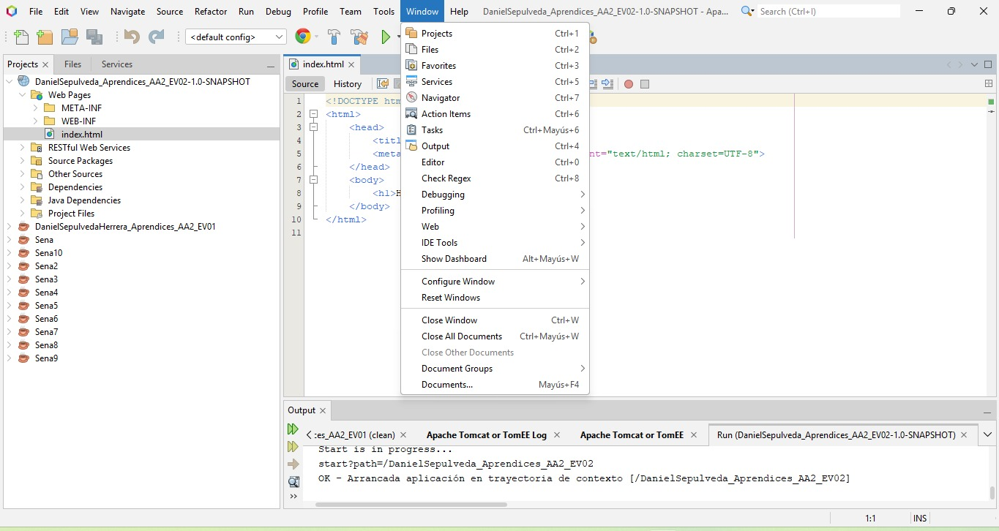 File Edit View Navigate Source Refactor Run Debug Profile Team Tools Window Help DanielSepulveda_Aprendices_AA2_EV02-1.0-SNAPSHOT - Apa... Search (Ctrl+I)
<default config>
Projects Files Services
DanielSepulveda_Aprendices_AA2_EV02-1.0-SNAPSHOT
Web Pages
META-INF
WEB-INF
index.html
RESTful Web Services
Source Packages
Other Sources
Dependencies
Java Dependencies
Project Files
DanielSepulvedaHerrera_Aprendices_AA2_EV01
Sena
Sena10
Sena2
Sena3
Sena4
Sena5
Sena6
Sena7
Sena8
Sena9
index.html
Source History
1 <!DOCTYPE htm
2 <html>
3 <head>
4 <titl
5 <meta nt="text/html; charset=UTF-8">
6 </head>
7 <body>
8 <h1>H
9 </body>
10 </html>
11
Projects Ctrl+1
Files Ctrl+2
Favorites Ctrl+3
Services Ctrl+5
Navigator Ctrl+7
Action Items Ctrl+6
Tasks Ctrl+Mayús+6
Output Ctrl+4
Editor Ctrl+0
Check Regex Ctrl+8
Debugging
Profiling
Web
IDE Tools
Show Dashboard Alt+Mayús+W
Configure Window
Reset Windows
Close Window Ctrl+W
Close All Documents Ctrl+Mayús+W
Close Other Documents
Document Groups
Documents... Mayús+F4
Output
:es_AA2_EV01 (clean) Apache Tomcat or TomEE Log Apache Tomcat or TomEE Run (DanielSepulveda_Aprendices_AA2_EV02-1.0-SNAPSHOT)
Start is in progress...
start?path=/DanielSepulveda_Aprendices_AA2_EV02
OK - Arrancada aplicación en trayectoria de contexto [/DanielSepulveda_Aprendices_AA2_EV02]
1:1 INS